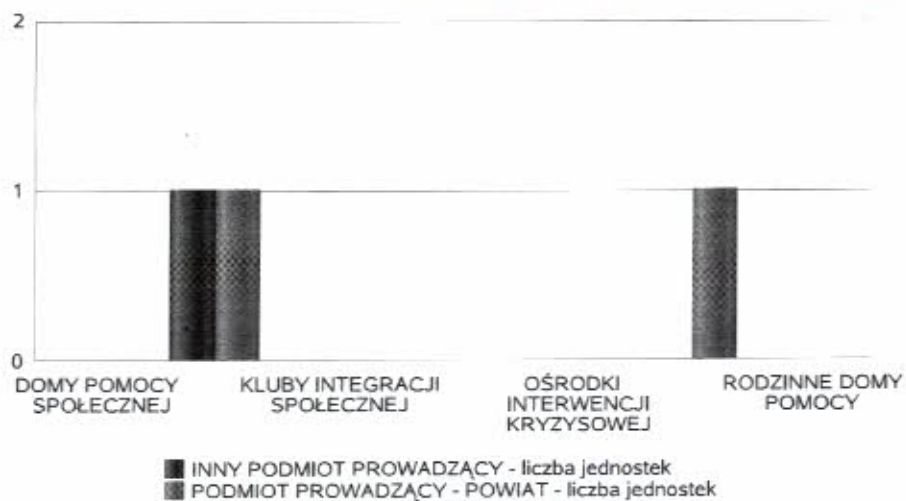 2
1
0
DOMY POMOCY
SPOŁECZNEJ
KLUBY INTEGRACJI
SPOŁECZNEJ
OŚRODKI
INTERWENCJI
KRYZYSOWEJ
RODZINNE DOMY
POMOCY
INNY PODMIOT PROWADZĄCY - liczba jednostek
PODMIOT PROWADZĄCY - POWIAT - liczba jednostek